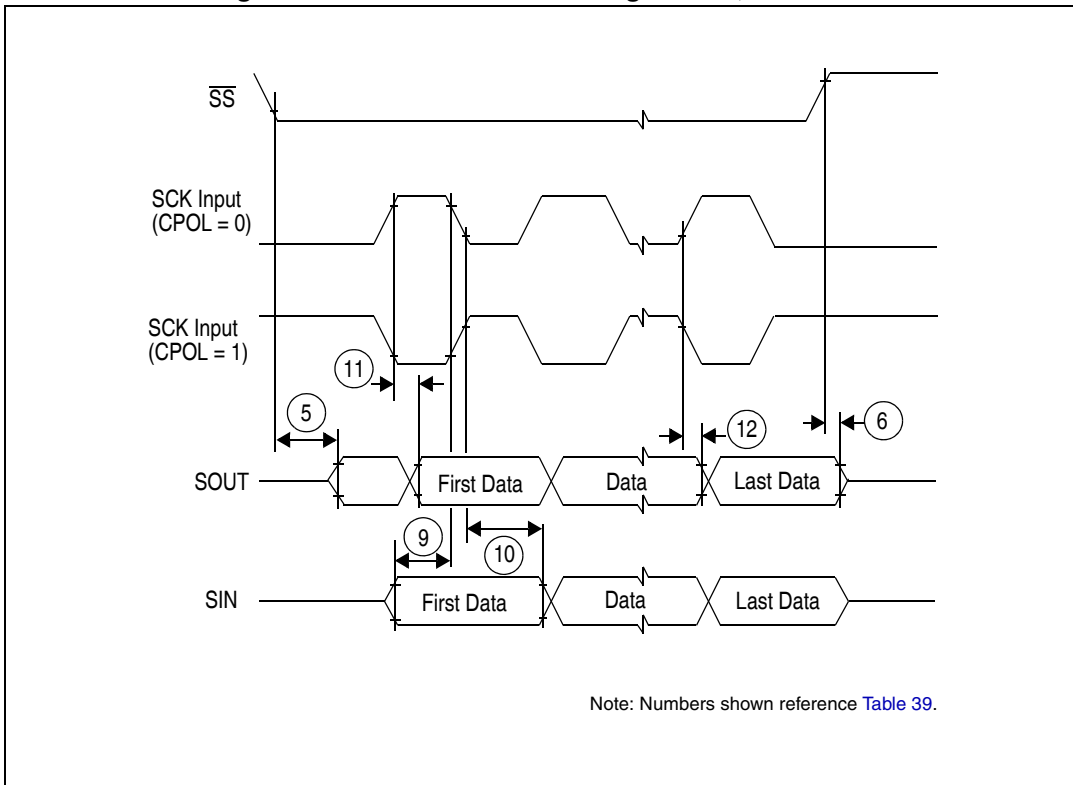 SS
SCK Input
(CPOL = 0)
SCK Input
(CPOL = 1)
11
5
12
6
SOUT
First Data
Data
Last Data
9
10
SIN
First Data
Data
Last Data
Note: Numbers shown reference Table 39.